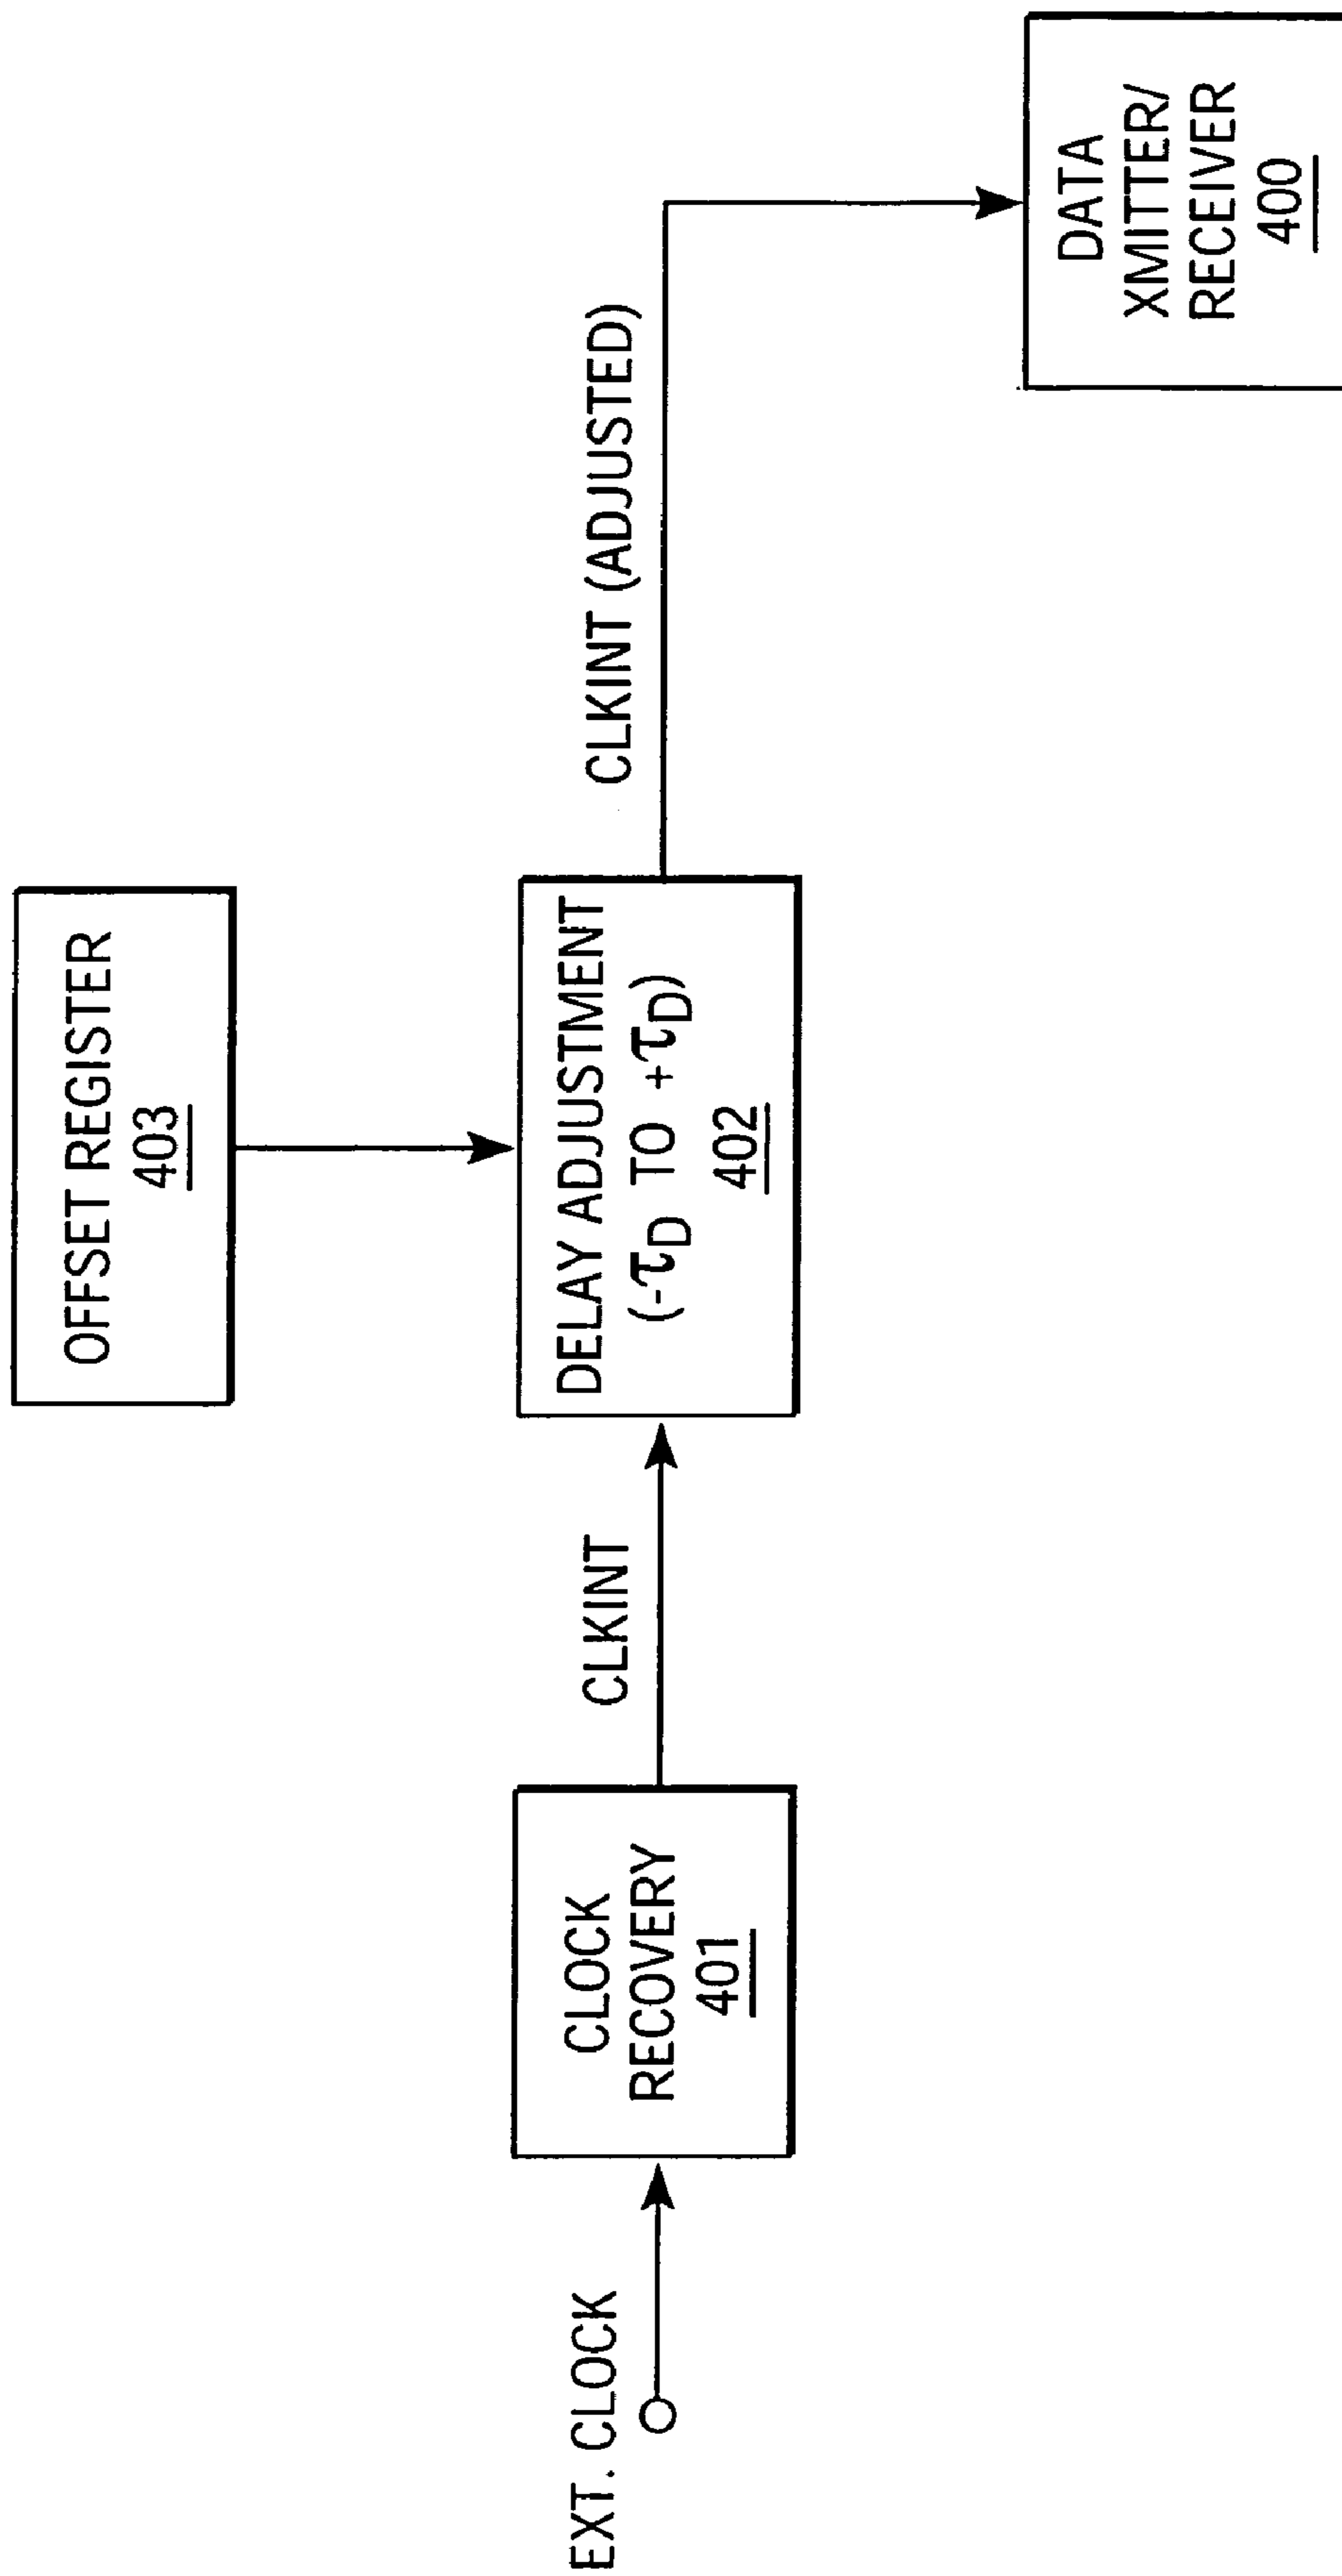 OFFSET REGISTER
403
EXT. CLOCK
CLOCK
RECOVERY
401
CLKINT
DELAY ADJUSTMENT
(-τD TO +τD)
402
CLKINT (ADJUSTED)
DATA
XMITTER/
RECEIVER
400